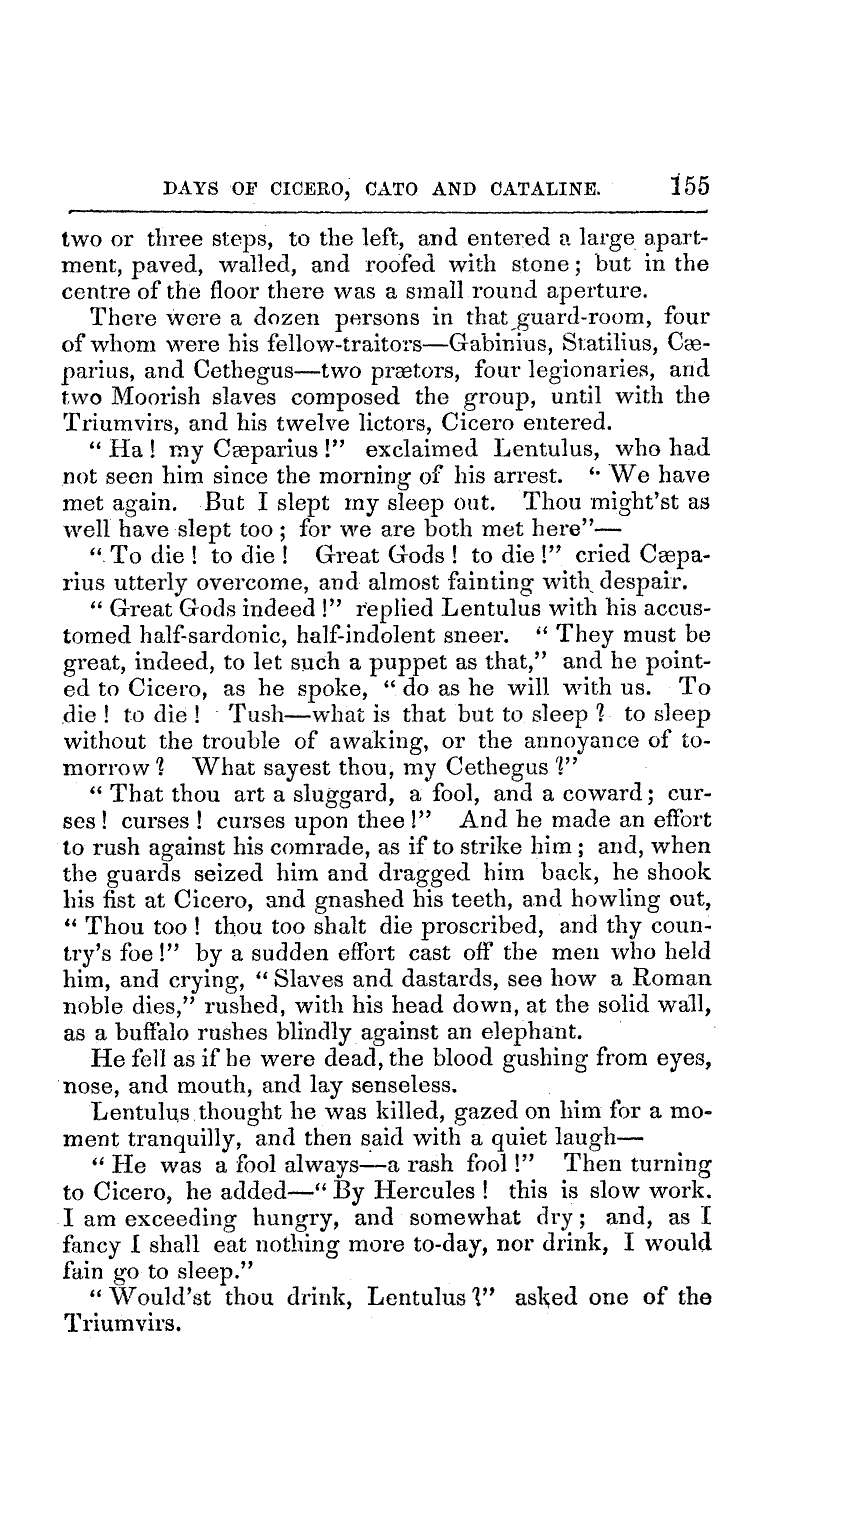 DAYS OF CICERO, CATO AND CATALINE. 155
two or three steps, to the left, and entered a large apart-
ment, paved, walled, and roofed with stone; but in the
centre of the floor there was a small round aperture.
There were a dozen persons in that guard-room, four
of whom were his fellow-traitors—Gabinius, Statilius, Cæ-
parius, and Cethegus—two prætors, four legionaries, and
two Moorish slaves composed the group, until with the
Triumvirs, and his twelve lictors, Cicero entered.
“ Ha ! my Cæparius !” exclaimed Lentulus, who had
not seen him since the morning of his arrest. “ We have
met again. But I slept my sleep out. Thou might'st as
well have slept too ; for we are both met here”—
“ To die ! to die ! Great Gods ! to die !” cried Cæpa-
rius utterly overcome, and almost fainting with despair.
“ Great Gods indeed !” replied Lentulus with his accus-
tomed half-sardonic, half-indolent sneer. “ They must be
great, indeed, to let such a puppet as that,” and he point-
ed to Cicero, as he spoke, “ do as he will with us. To
die ! to die ! Tush—what is that but to sleep ? to sleep
without the trouble of awaking, or the annoyance of to-
morrow ? What sayest thou, my Cethegus ?”
“ That thou art a sluggard, a fool, and a coward ; cur-
ses ! curses ! curses upon thee !” And he made an effort
to rush against his comrade, as if to strike him ; and, when
the guards seized him and dragged him back, he shook
his fist at Cicero, and gnashed his teeth, and howling out,
“ Thou too ! thou too shalt die proscribed, and thy coun-
try's foe !” by a sudden effort cast off the men who held
him, and crying, “ Slaves and dastards, see how a Roman
noble dies,” rushed, with his head down, at the solid wall,
as a buffalo rushes blindly against an elephant.
He fell as if he were dead, the blood gushing from eyes,
nose, and mouth, and lay senseless.
Lentulus thought he was killed, gazed on him for a mo-
ment tranquilly, and then said with a quiet laugh—
“ He was a fool always—a rash fool !” Then turning
to Cicero, he added—“ By Hercules ! this is slow work.
I am exceeding hungry, and somewhat dry ; and, as I
fancy I shall eat nothing more to-day, nor drink, I would
fain go to sleep.”
“ Would'st thou drink, Lentulus ?” asked one of the
Triumvirs.